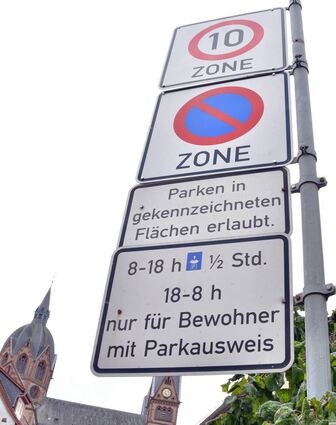 10
ZONE
ZONE
Parken in
gekennzeichneten
Flächen erlaubt.
8-18 h ½ Std.
18-8 h
nur für Bewohner
mit Parkausweis